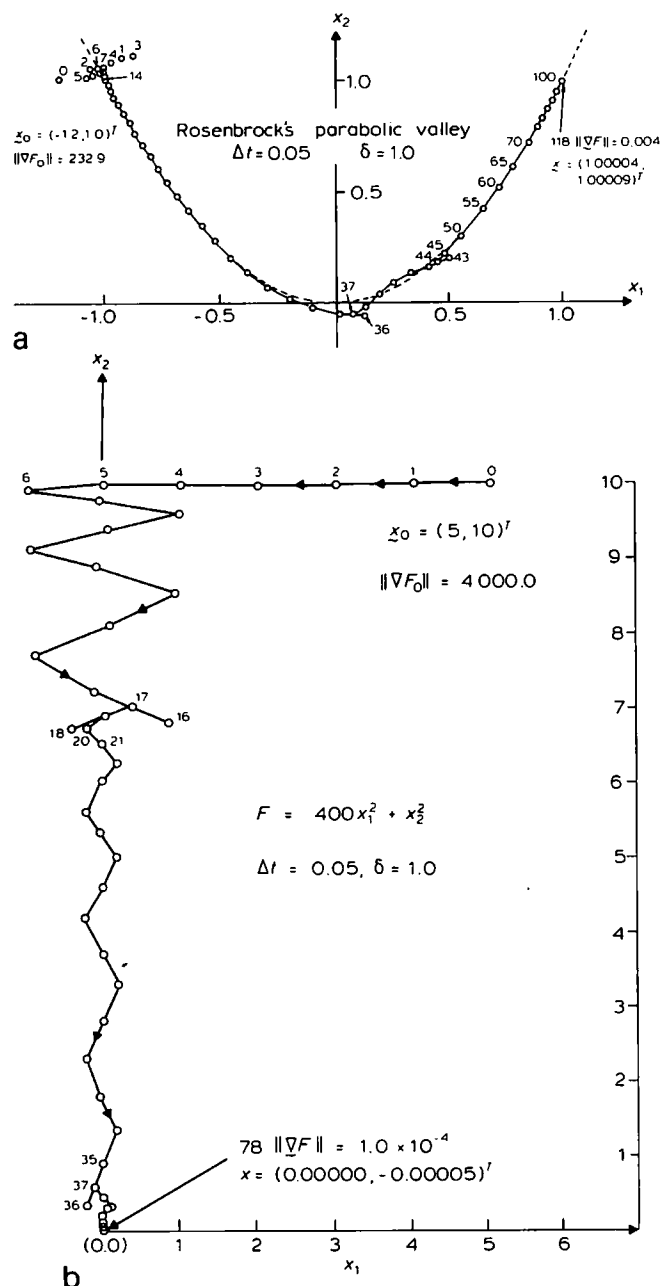 x₂
6
2 7 4 1 3
0
5
14
1.0
100
Rosenbrock's parabolic valley
Δt=0.05 δ=1.0
x₀ = (-1.2,1.0)ᵀ
‖∇F₀‖ = 232.9
70
118 ‖∇F‖=0.004
x = (1.00004,
1.00009)ᵀ
65
60
0.5
55
50
45
44
43
37
x₁
36
-1.0
-0.5
0.5
1.0
a
x₂
6 5 4 3 2 1 0
10
x₀ = (5,10)ᵀ
9
‖∇F₀‖ = 4000.0
8
17
7
16
18
20 21
6
F = 400x₁² + x₂²
5
Δt = 0.05, δ = 1.0
4
3
2
78 ‖∇F‖ = 1.0 × 10⁻⁴
x = (0.00000, -0.00005)ᵀ
1
35
37
36
(0.0) 1 2 3 4 5 6
x₁
b